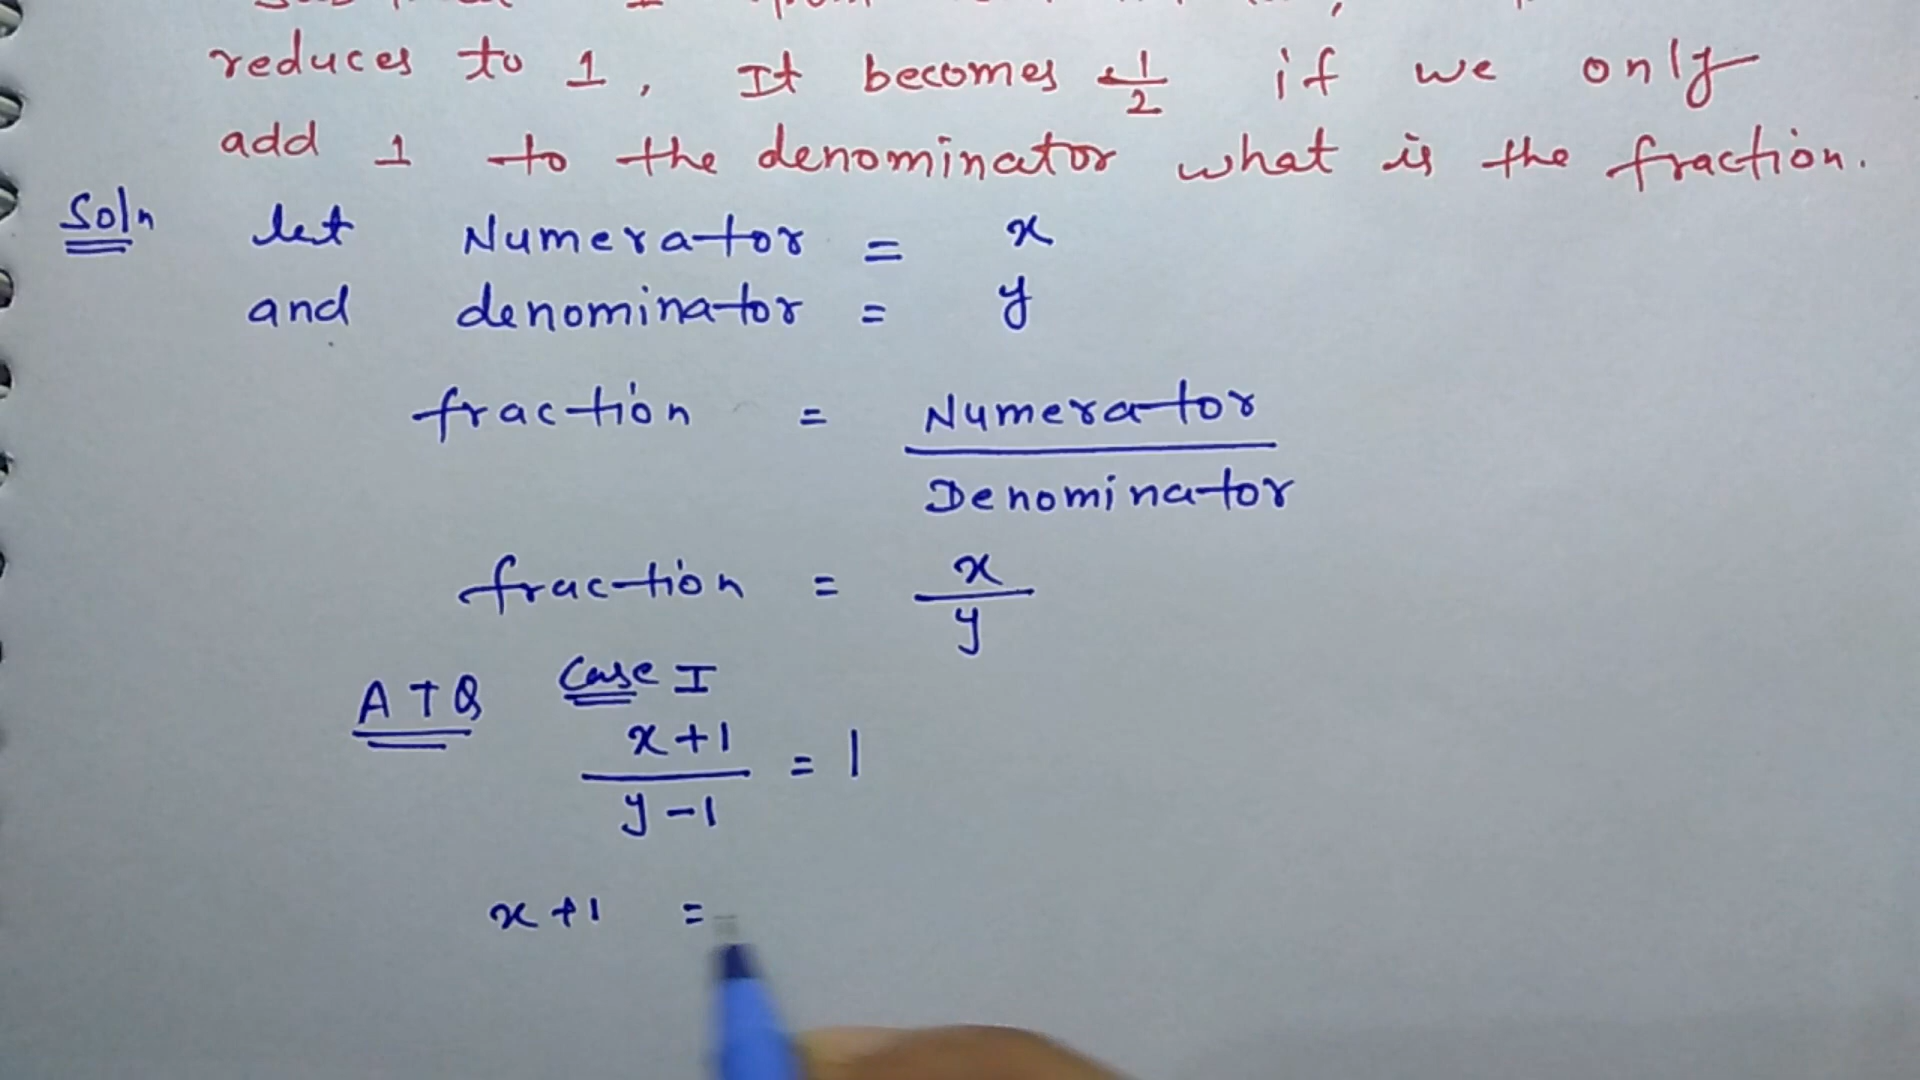 reduces to 1, It becomes 1/2 if we only
add 1 to the denominator what is the fraction.
Soln let Numerator = x
and denominator = y
fraction = Numerator / Denominator
fraction = x / y
ATQ Case I
x+1 / y-1 = 1
x+1 =